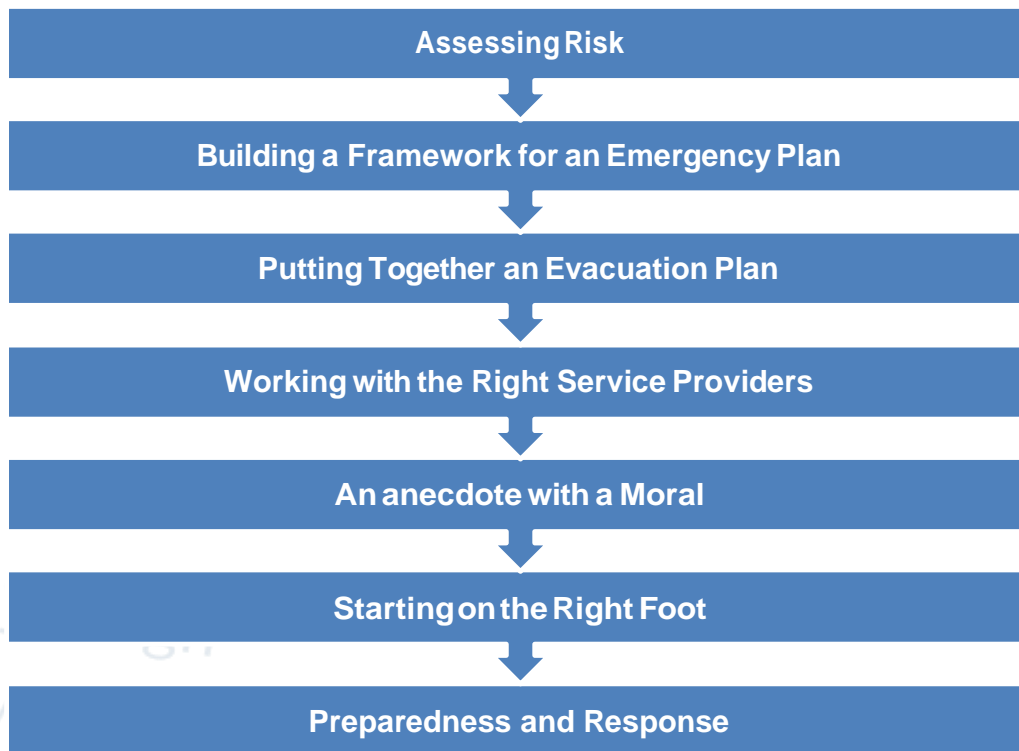 Assessing Risk
Building a Framework for an Emergency Plan
Putting Together an Evacuation Plan
Working with the Right Service Providers
An anecdote with a Moral
Starting on the Right Foot
Preparedness and Response